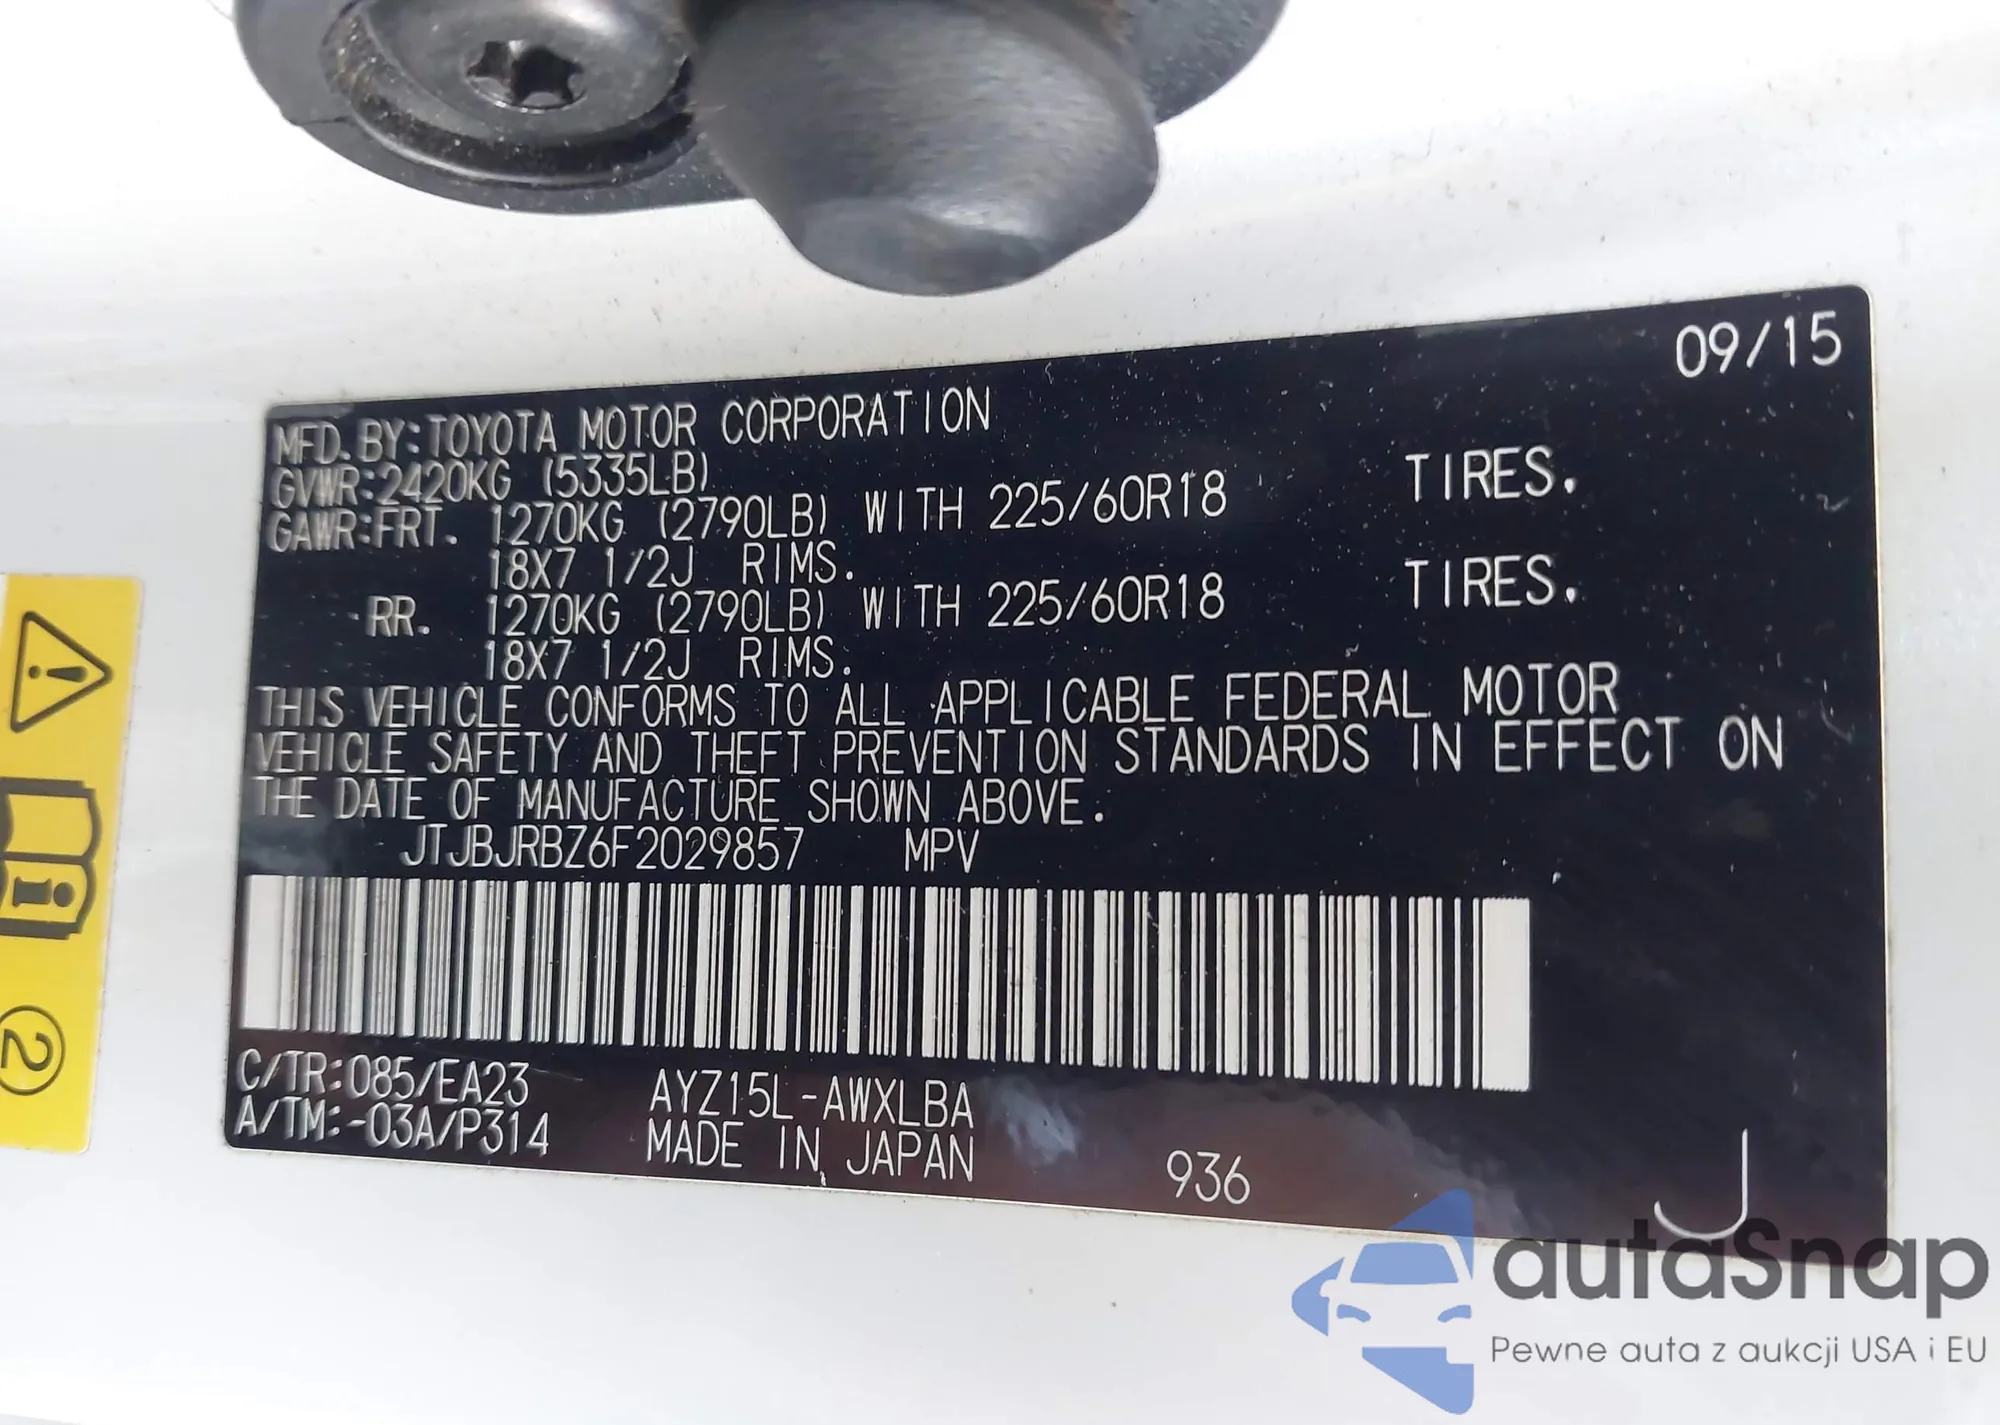 09/15
MFD.BY:TOYOTA MOTOR CORPORATION
GVWR:2420KG (5335LB)
GAWR:FRT. 1270KG (2790LB) WITH 225/60R18 TIRES.
18X7 1/2J RIMS.
RR. 1270KG (2790LB) WITH 225/60R18 TIRES.
18X7 1/2J RIMS.
THIS VEHICLE CONFORMS TO ALL APPLICABLE FEDERAL MOTOR
VEHICLE SAFETY AND THEFT PREVENTION STANDARDS IN EFFECT ON
THE DATE OF MANUFACTURE SHOWN ABOVE.
JTJBJRBZ6F2029857 MPV
C/TR:085/EA23 AYZ15L-AWXLBA
A/TM:-03A/P314 MADE IN JAPAN 936
J
2
autaSnap
Pewne auta z aukcji USA i EU